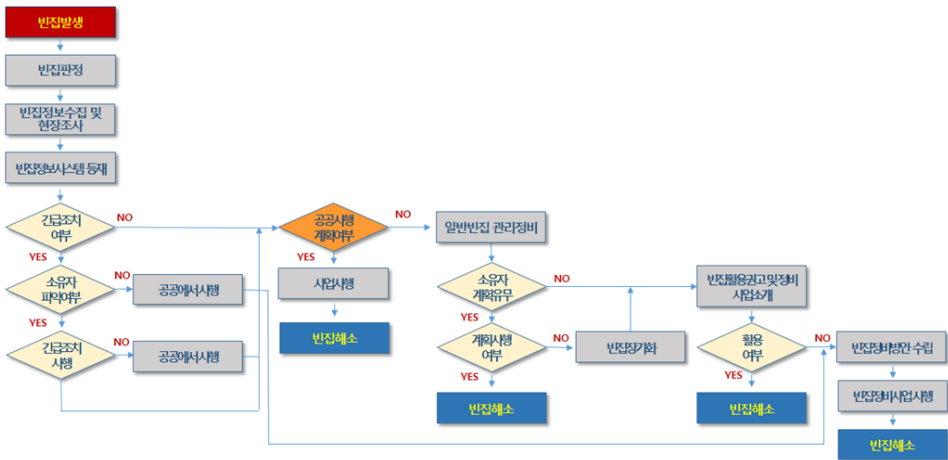 빈집발생
빈집판정
빈집정보수집 및
현장조사
빈집정보시스템 등재
긴급조치
여부
NO
YES
소유자
파악여부
NO
공공에서시행
YES
긴급조치
시행
NO
공공에서시행
공공시행
계획여부
NO
YES
사업시행
빈집해소
일반빈집 관리정비
소유자
계획유무
NO
YES
계획시행
여부
NO
빈집장기화
YES
빈집해소
빈집활용권고 및 정비
사업소개
활용
여부
NO
YES
빈집해소
빈집정비방안 수립
빈집정비사업 시행
빈집해소